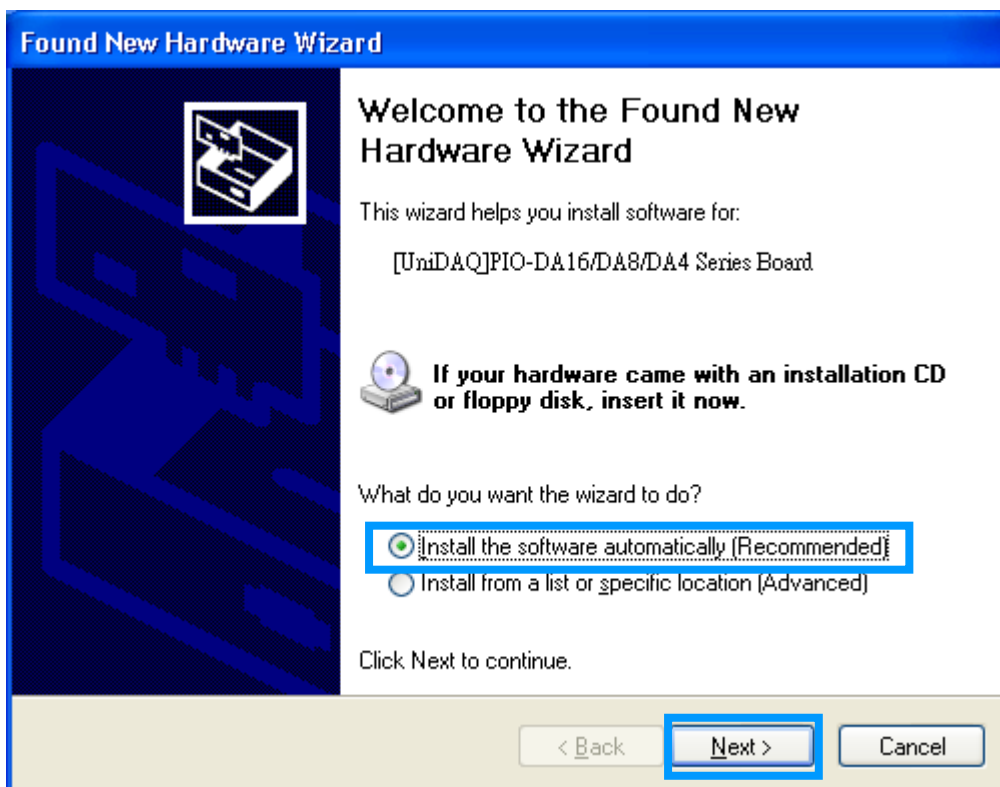 Found New Hardware Wizard
Welcome to the Found New
Hardware Wizard
This wizard helps you install software for:
[UniDAQ]PIO-DA16/DA8/DA4 Series Board
If your hardware came with an installation CD
or floppy disk, insert it now.
What do you want the wizard to do?
Install the software automatically (Recommended)
Install from a list or specific location (Advanced)
Click Next to continue.
< Back Next > Cancel